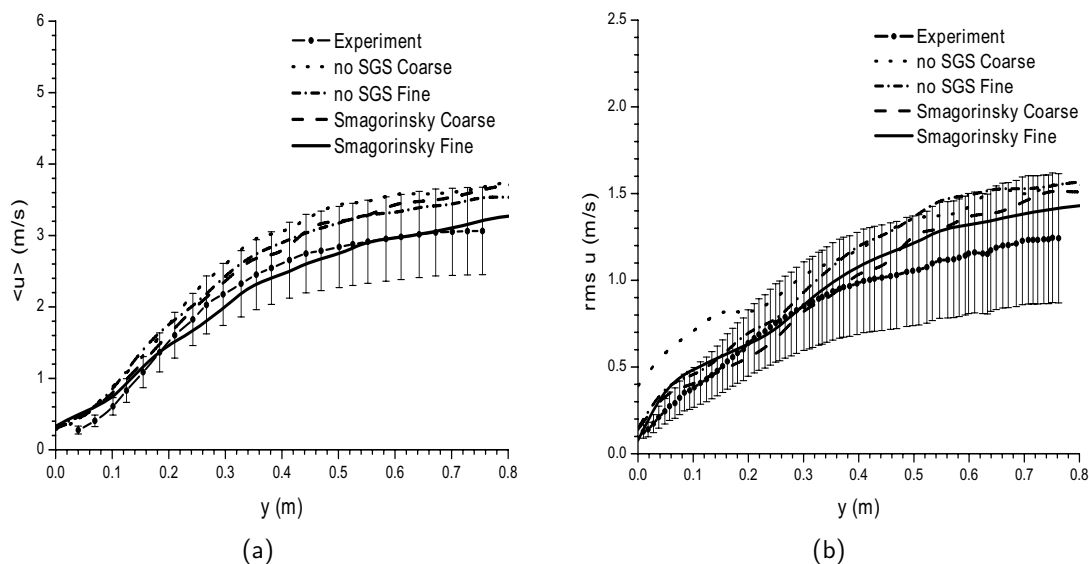 6
5
4
3
2
1
0
<u> (m/s)
0.0 0.1 0.2 0.3 0.4 0.5 0.6 0.7 0.8
y (m)
Experiment
no SGS Coarse
no SGS Fine
Smagorinsky Coarse
Smagorinsky Fine
(a)
2.5
2.0
1.5
1.0
0.5
0.0
rms u (m/s)
0.0 0.1 0.2 0.3 0.4 0.5 0.6 0.7 0.8
y (m)
Experiment
no SGS Coarse
no SGS Fine
Smagorinsky Coarse
Smagorinsky Fine
(b)